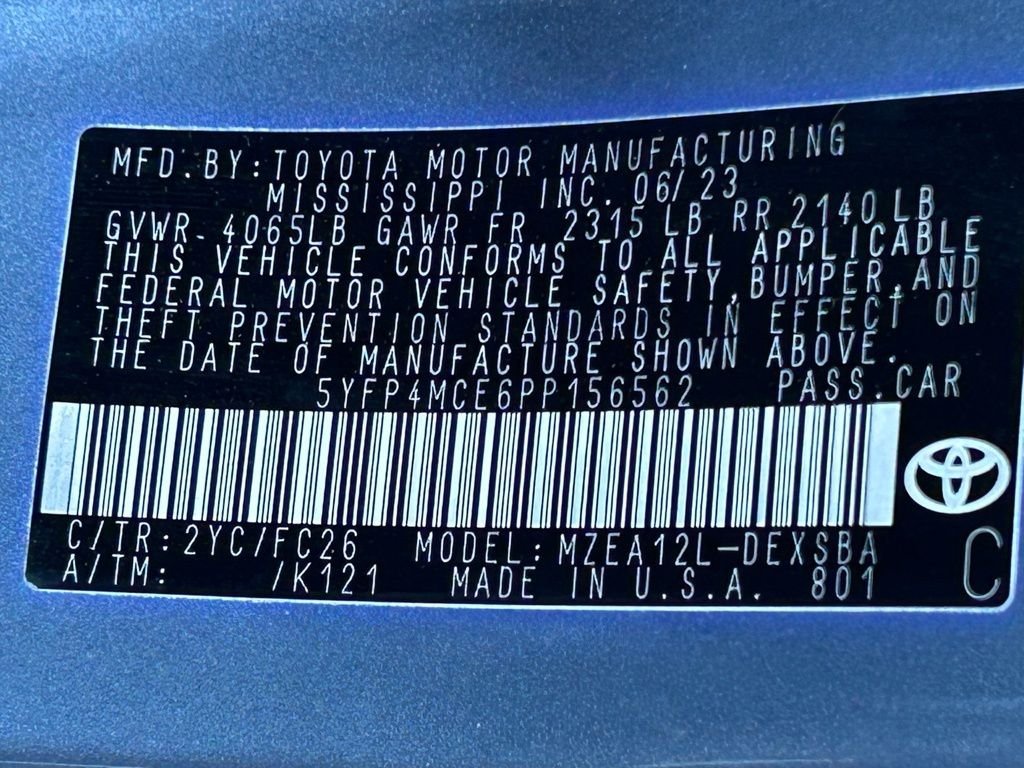 MFD. BY: TOYOTA MOTOR MANUFACTURING
MISSISSIPPI INC. 06/23
GVWR 4065LB GAWR FR 2315 LB RR 2140 LB
THIS VEHICLE CONFORMS TO ALL APPLICABLE
FEDERAL MOTOR VEHICLE SAFETY, BUMPER, AND
THEFT PREVENTION STANDARDS IN EFFECT ON
THE DATE OF MANUFACTURE SHOWN ABOVE.
5YFP4MCE6PP156562 PASS. CAR
C/TR: 2YC/FC26 MODEL: MZEA12L-DEXSBA
A/TM: /K121 MADE IN U.S.A. 801
C